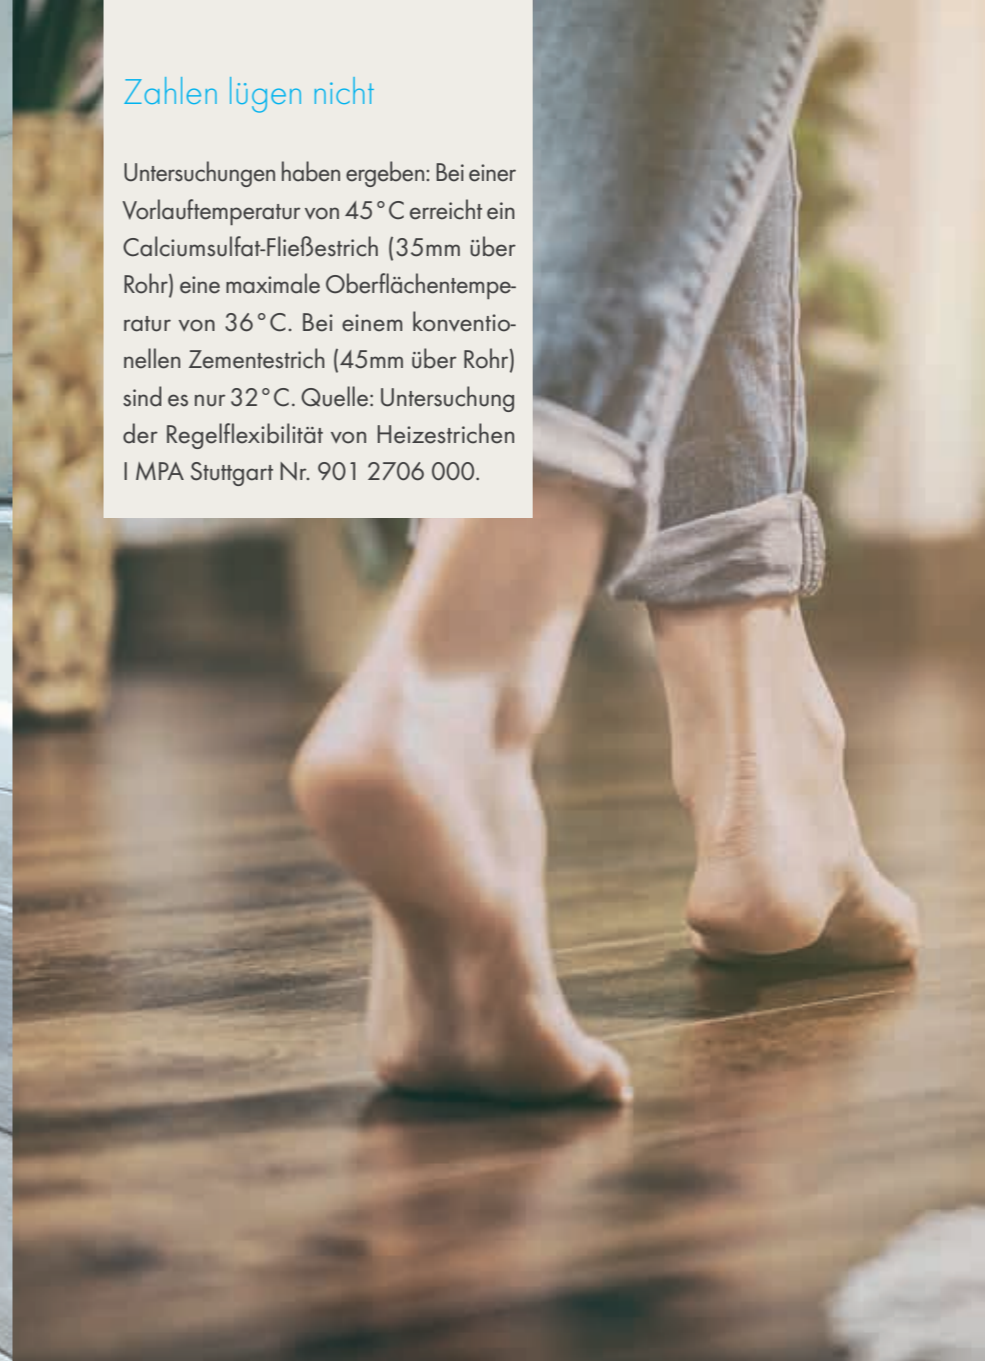 Zahlen lügen nicht
Untersuchungen haben ergeben: Bei einer
Vorlauftemperatur von 45°C erreicht ein
Calciumsulfat-Fließestrich (35mm über
Rohr) eine maximale Oberflächentempe-
ratur von 36°C. Bei einem konventio-
nellen Zementestrich (45mm über Rohr)
sind es nur 32°C. Quelle: Untersuchung
der Regelflexibilität von Heizestrichen
I MPA Stuttgart Nr. 901 2706 000.